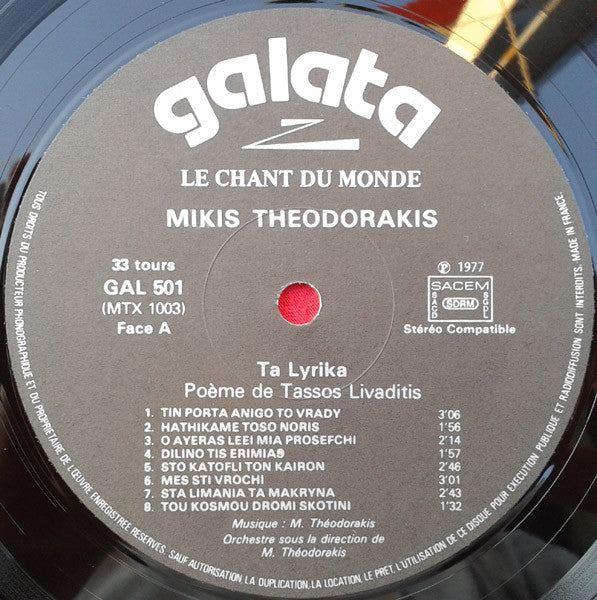 galata
LE CHANT DU MONDE
MIKIS THEODORAKIS
33 tours
GAL 501
(MTX 1003)
Face A
℗ 1977
SACEM
SACD SDRM SGDL
Stéréo Compatible
Ta Lyrika
Poème de Tassos Livaditis
1. TIN PORTA ANIGO TO VRADY 3'06
2. HATHIKAME TOSO NORIS 1'56
3. O AYERAS LEEI MIA PROSEFCHI 2'14
4. DILINO TIS ERIMIAS 1'57
5. STO KATOFLI TON KAIRON 2'46
6. MES STI VROCHI 3'01
7. STA LIMANIA TA MAKRYNA 2'43
8. TOU KOSMOU DROMI SKOTINI 1'32
Musique : M. Théodorakis
Orchestre sous la direction de
M. Théodorakis
TOUS DROITS DU PRODUCTEUR PHONOGRAPHIQUE ET DU PROPRIETAIRE DE L'ŒUVRE ENREGISTREE RESERVES. SAUF AUTORISATION, LA DUPLICATION, LA LOCATION, LE PRET, L'UTILISATION DE CE DISQUE POUR EXECUTION PUBLIQUE ET RADIODIFFUSION SONT INTERDITS. MADE IN FRANCE.